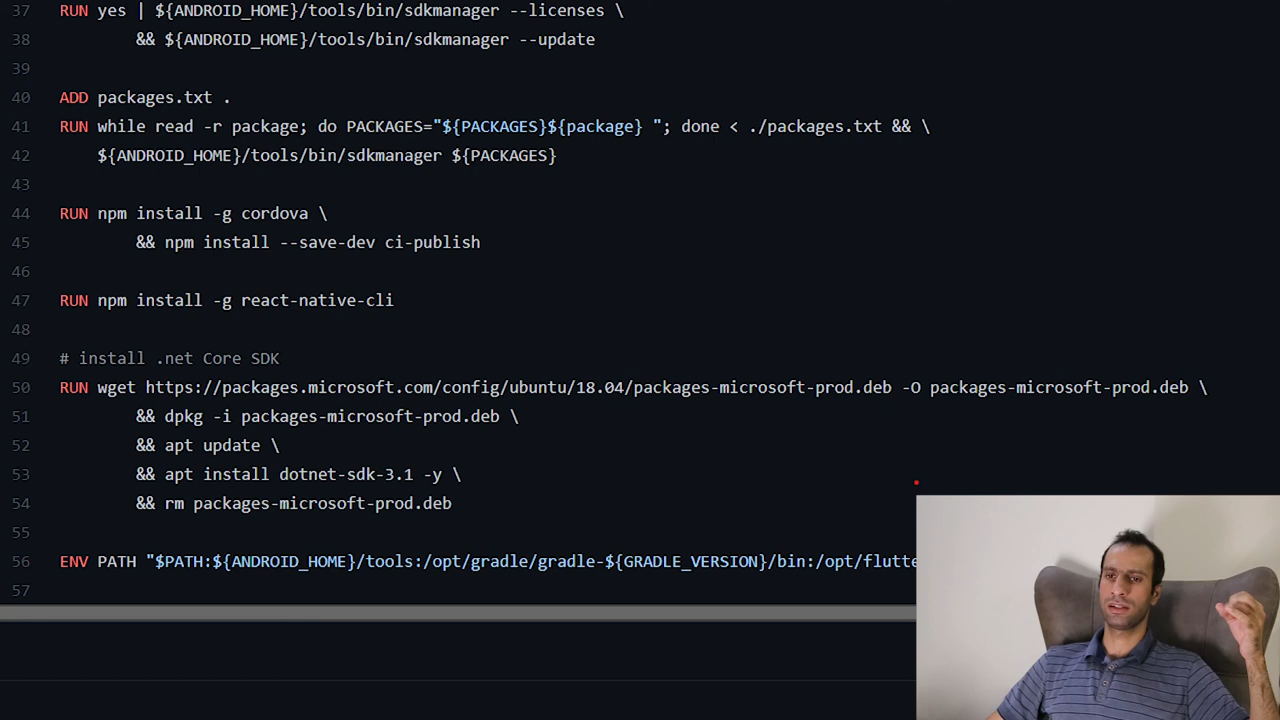 37 RUN yes | ${ANDROID_HOME}/tools/bin/sdkmanager --licenses \
38 && ${ANDROID_HOME}/tools/bin/sdkmanager --update
39
40 ADD packages.txt .
41 RUN while read -r package; do PACKAGES="${PACKAGES}${package} "; done < ./packages.txt && \
42 ${ANDROID_HOME}/tools/bin/sdkmanager ${PACKAGES}
43
44 RUN npm install -g cordova \
45 && npm install --save-dev ci-publish
46
47 RUN npm install -g react-native-cli
48
49 # install .net Core SDK
50 RUN wget https://packages.microsoft.com/config/ubuntu/18.04/packages-microsoft-prod.deb -O packages-microsoft-prod.deb \
51 && dpkg -i packages-microsoft-prod.deb \
52 && apt update \
53 && apt install dotnet-sdk-3.1 -y \
54 && rm packages-microsoft-prod.deb
55
56 ENV PATH "$PATH:${ANDROID_HOME}/tools:/opt/gradle/gradle-${GRADLE_VERSION}/bin:/opt/flutte
57